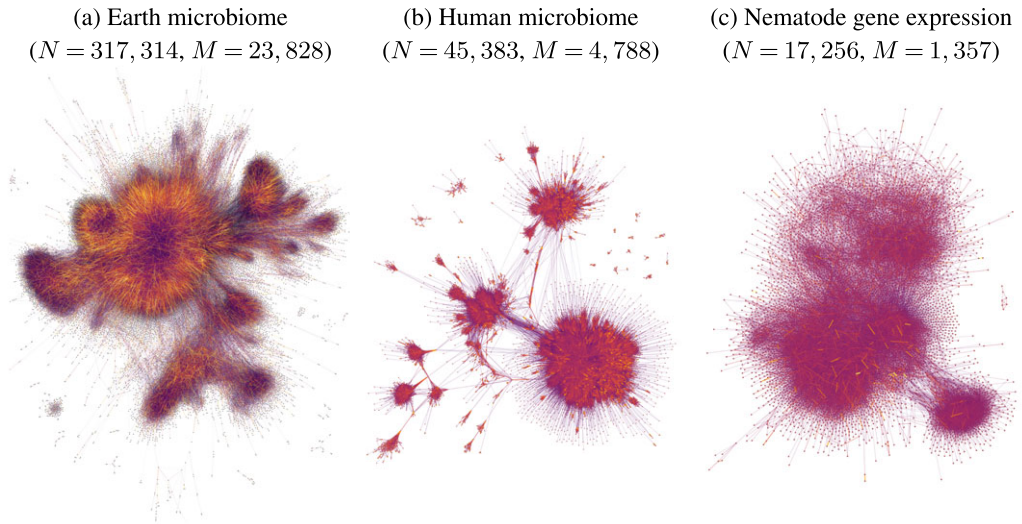 (a) Earth microbiome
(N = 317, 314, M = 23, 828)
(b) Human microbiome
(N = 45, 383, M = 4, 788)
(c) Nematode gene expression
(N = 17, 256, M = 1, 357)